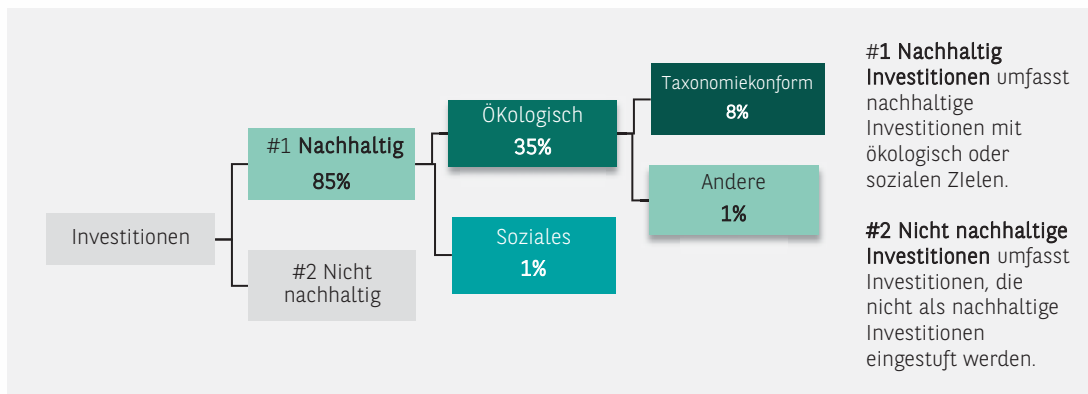 Investitionen
#1 Nachhaltig
85%
#2 Nicht
nachhaltig
ÖKologisch
35%
Soziales
1%
Taxonomiekonform
8%
Andere
1%
#1 Nachhaltig
Investitionen umfasst
nachhaltige
Investitionen mit
ökologisch oder
sozialen ZIelen.
#2 Nicht nachhaltige
Investitionen umfasst
Investitionen, die
nicht als nachhaltige
Investitionen
eingestuft werden.